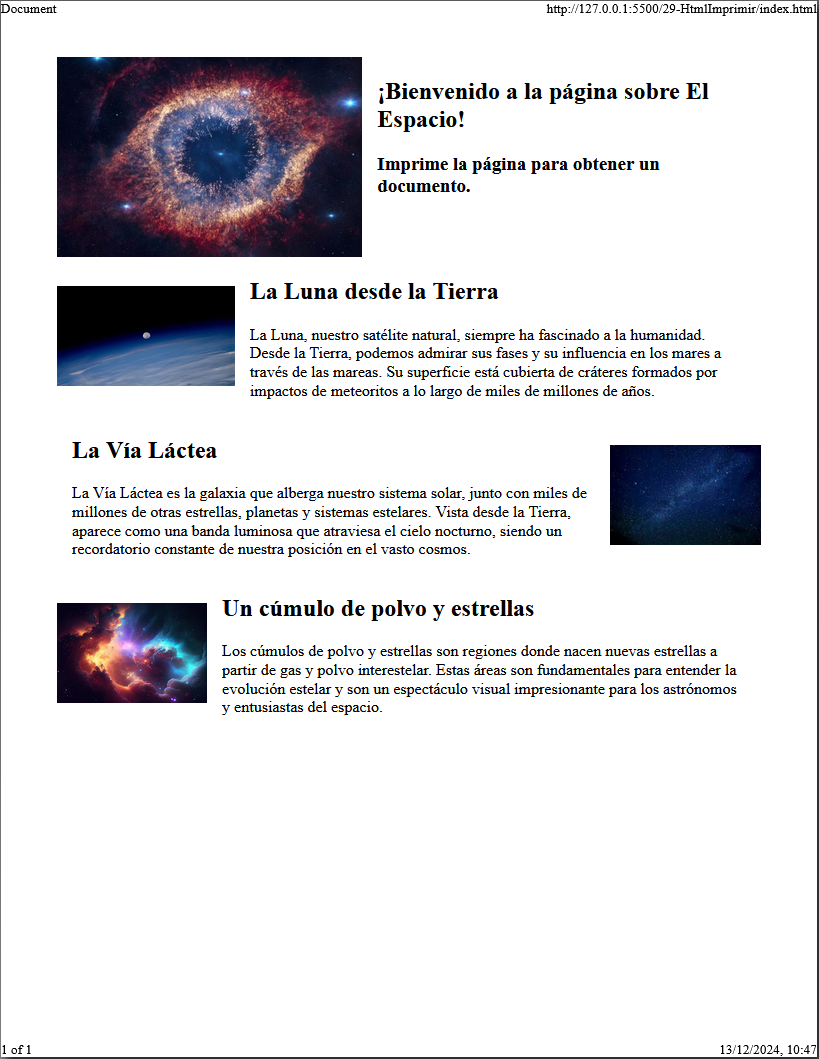 Document
http://127.0.0.1:5500/29-HtmlImprimir/index.html
¡Bienvenido a la página sobre El
Espacio!
Imprime la página para obtener un
documento.
La Luna desde la Tierra
La Luna, nuestro satélite natural, siempre ha fascinado a la humanidad.
Desde la Tierra, podemos admirar sus fases y su influencia en los mares a
través de las mareas. Su superficie está cubierta de cráteres formados por
impactos de meteoritos a lo largo de miles de millones de años.
La Vía Láctea
La Vía Láctea es la galaxia que alberga nuestro sistema solar, junto con miles de
millones de otras estrellas, planetas y sistemas estelares. Vista desde la Tierra,
aparece como una banda luminosa que atraviesa el cielo nocturno, siendo un
recordatorio constante de nuestra posición en el vasto cosmos.
Un cúmulo de polvo y estrellas
Los cúmulos de polvo y estrellas son regiones donde nacen nuevas estrellas a
partir de gas y polvo interestelar. Estas áreas son fundamentales para entender la
evolución estelar y son un espectáculo visual impresionante para los astrónomos
y entusiastas del espacio.
1 of 1
13/12/2024, 10:47